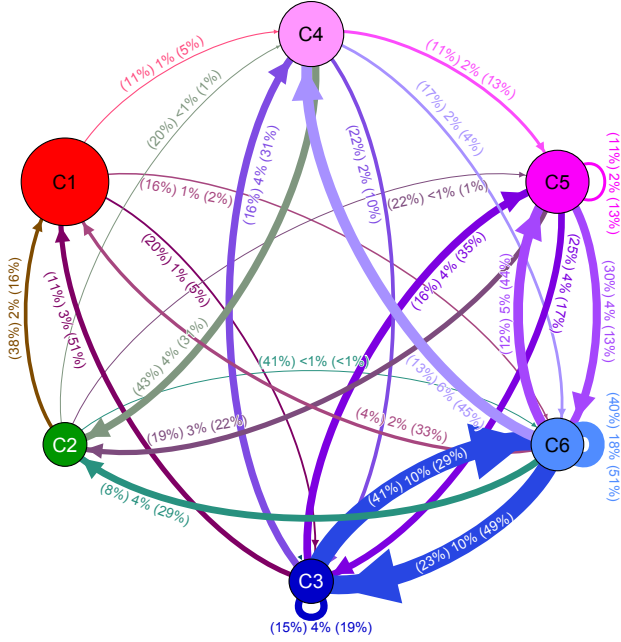 C4
(11%) 1% (5%)
(11%) 2% (13%)
(20%) <1% (1%)
(17%) 2% (4%)
(16%) 4% (31%)
(22%) 2% (10%)
C1
C5
(11%) 2% (13%)
(16%) 1% (2%)
(22%) <1% (1%)
(20%) 1% (5%)
(16%) 4% (35%)
(25%) 4% (17%)
(12%) 5% (44%)
(30%) 4% (13%)
(38%) 2% (16%)
(11%) 3% (51%)
(43%) 4% (31%)
(41%) <1% (<1%)
(13%) 6% (45%)
(19%) 3% (22%)
(4%) 2% (33%)
C2
C6
(40%) 18% (51%)
(8%) 4% (29%)
(41%) 10% (29%)
(23%) 10% (49%)
C3
(15%) 4% (19%)